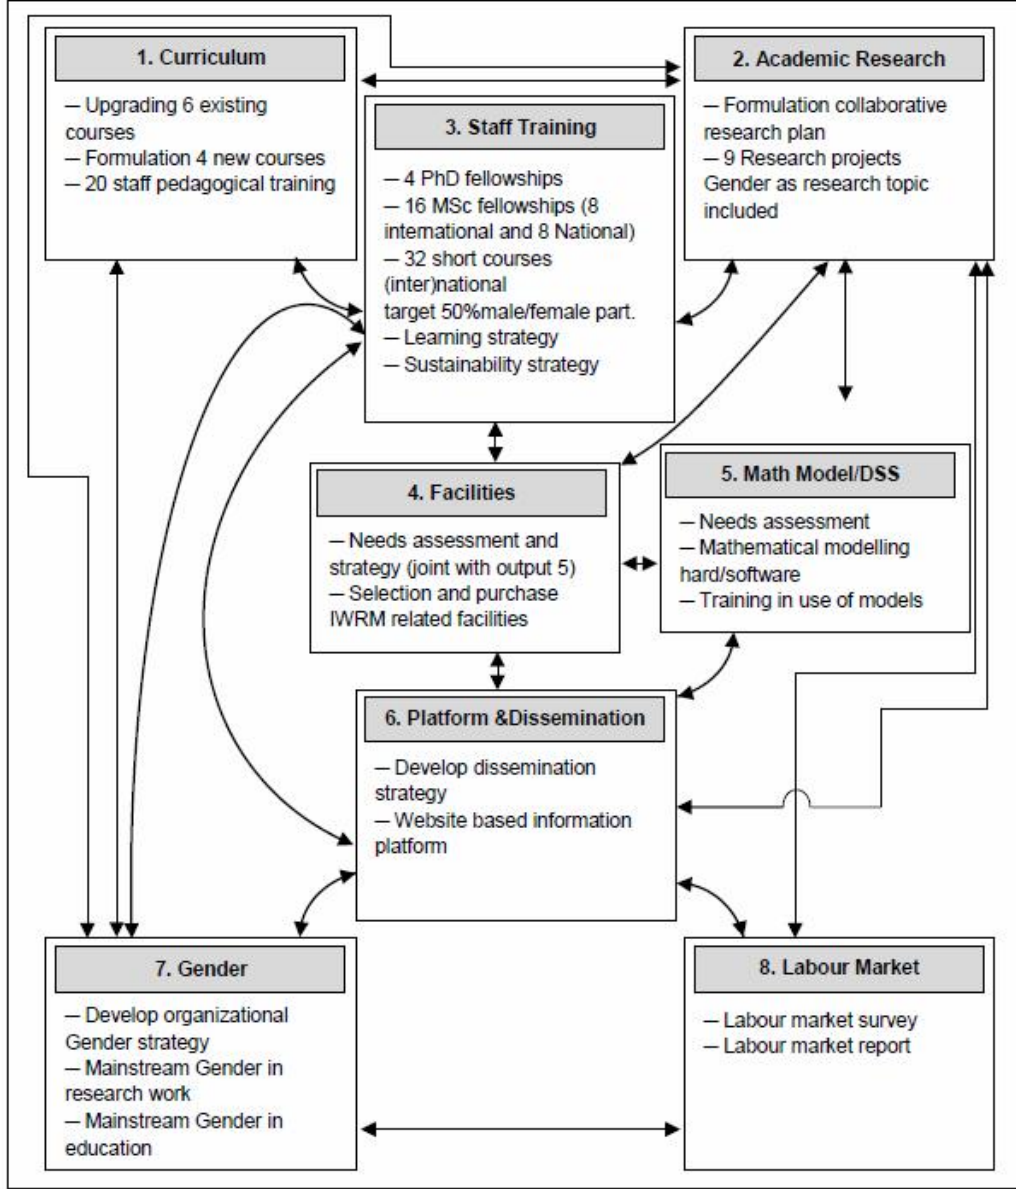 1. Curriculum
— Upgrading 6 existing
courses
— Formulation 4 new courses
— 20 staff pedagogical training
2. Academic Research
— Formulation collaborative
research plan
— 9 Research projects
Gender as research topic
included
3. Staff Training
— 4 PhD fellowships
— 16 MSc fellowships (8
international and 8 National)
— 32 short courses
(inter)national
target 50%male/female part.
— Learning strategy
— Sustainability strategy
4. Facilities
— Needs assessment and
strategy (joint with output 5)
— Selection and purchase
IWRM related facilities
5. Math Model/DSS
— Needs assessment
— Mathematical modelling
hard/software
— Training in use of models
6. Platform &Dissemination
— Develop dissemination
strategy
— Website based information
platform
7. Gender
— Develop organizational
Gender strategy
— Mainstream Gender in
research work
— Mainstream Gender in
education
8. Labour Market
— Labour market survey
— Labour market report